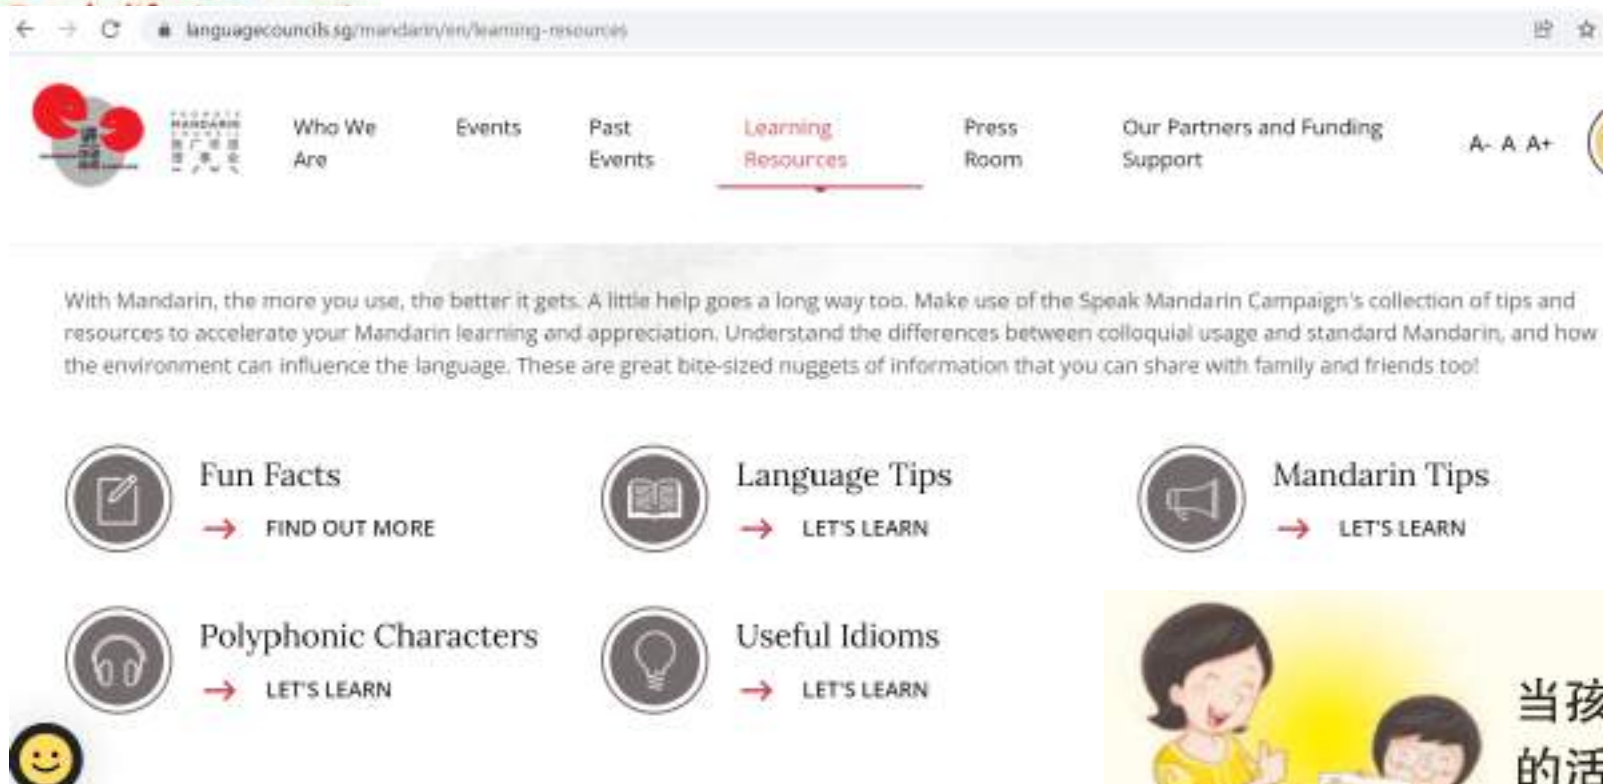 languagecouncils.sg/mandarin/en/learning-resources
Who We
Are
Events
Past
Events
Learning
Resources
Press
Room
Our Partners and Funding
Support
A- A A+
PROMOTE
MANDARIN
With Mandarin, the more you use, the better it gets. A little help goes a long way too. Make use of the Speak Mandarin Campaign's collection of tips and
resources to accelerate your Mandarin learning and appreciation. Understand the differences between colloquial usage and standard Mandarin, and how
the environment can influence the language. These are great bite-sized nuggets of information that you can share with family and friends too!
Fun Facts
FIND OUT MORE
Language Tips
LET'S LEARN
Mandarin Tips
LET'S LEARN
Polyphonic Characters
LET'S LEARN
Useful Idioms
LET'S LEARN
当孩
的活